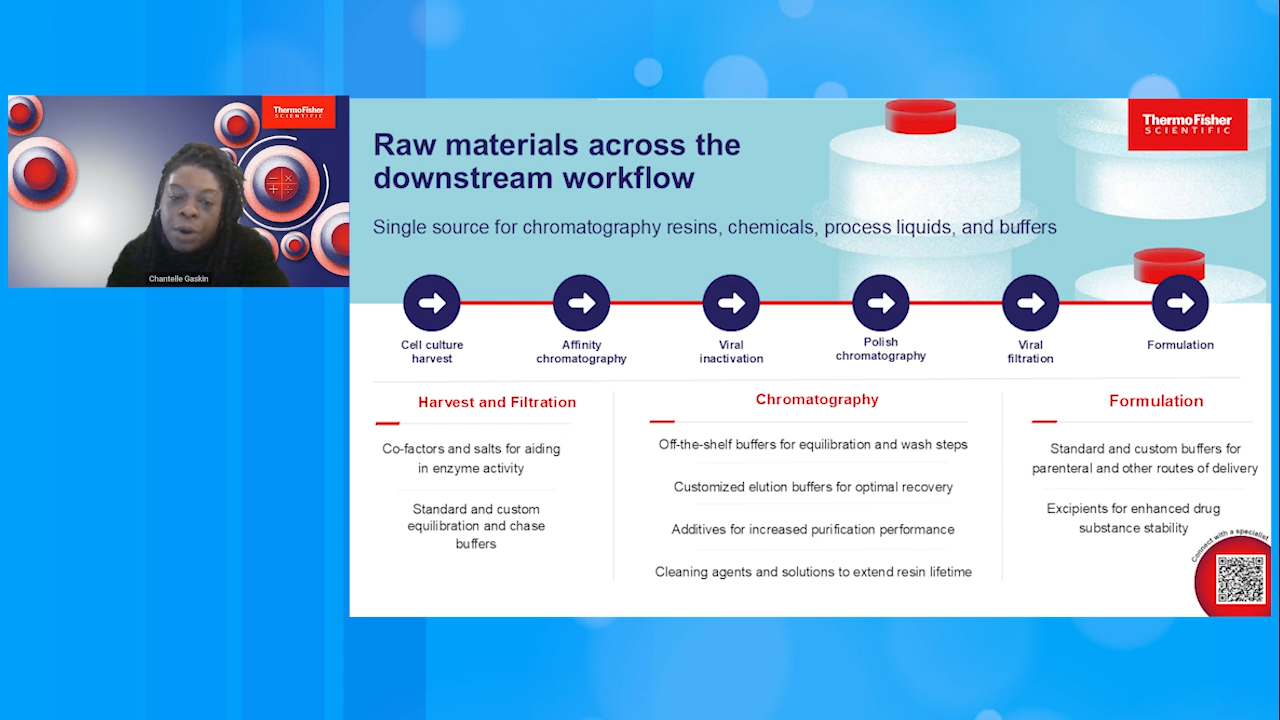 ThermoFisher
SCIENTIFIC
Chantelle Gaskin
ThermoFisher
SCIENTIFIC
Raw materials across the
downstream workflow
Single source for chromatography resins, chemicals, process liquids, and buffers
Cell culture
harvest
Affinity
chromatography
Viral
inactivation
Polish
chromatography
Viral
filtration
Formulation
Harvest and Filtration
Co-factors and salts for aiding
in enzyme activity
Standard and custom
equilibration and chase
buffers
Chromatography
Off-the-shelf buffers for equilibration and wash steps
Customized elution buffers for optimal recovery
Additives for increased purification performance
Cleaning agents and solutions to extend resin lifetime
Formulation
Standard and custom buffers for
parenteral and other routes of delivery
Excipients for enhanced drug
substance stability
Connect with a specialist